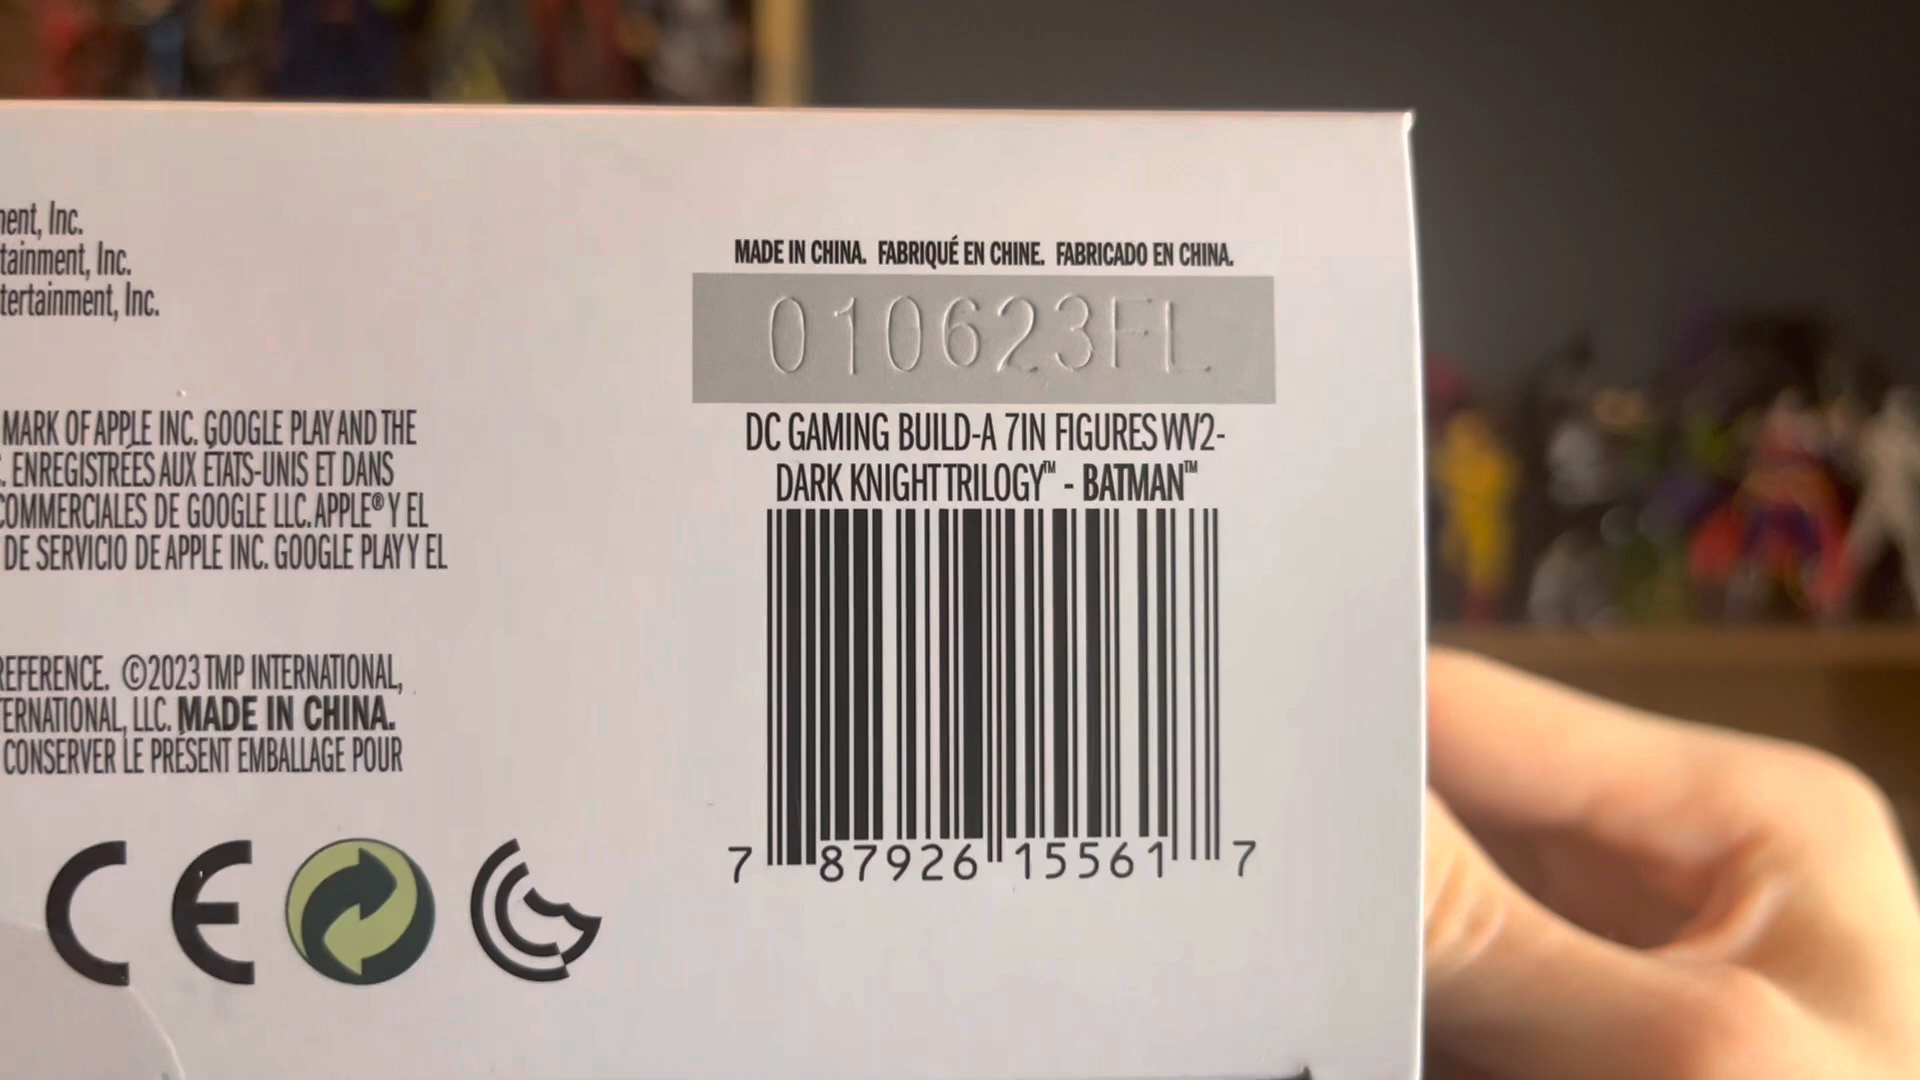 ment, Inc.
tainment, Inc.
tertainment, Inc.
MARK OF APPLE INC. GOOGLE PLAY AND THE
. ENREGISTRÉES AUX ÉTATS-UNIS ET DANS
COMMERCIALES DE GOOGLE LLC. APPLE® Y EL
DE SERVICIO DE APPLE INC. GOOGLE PLAY Y EL
REFERENCE. ©2023 TMP INTERNATIONAL,
ERNATIONAL, LLC. MADE IN CHINA.
CONSERVER LE PRÉSENT EMBALLAGE POUR
CE
MADE IN CHINA. FABRIQUÉ EN CHINE. FABRICADO EN CHINA.
010623FL
DC GAMING BUILD-A 7IN FIGURES WV2-
DARK KNIGHT TRILOGY™ - BATMAN™
7 87926 15561 7